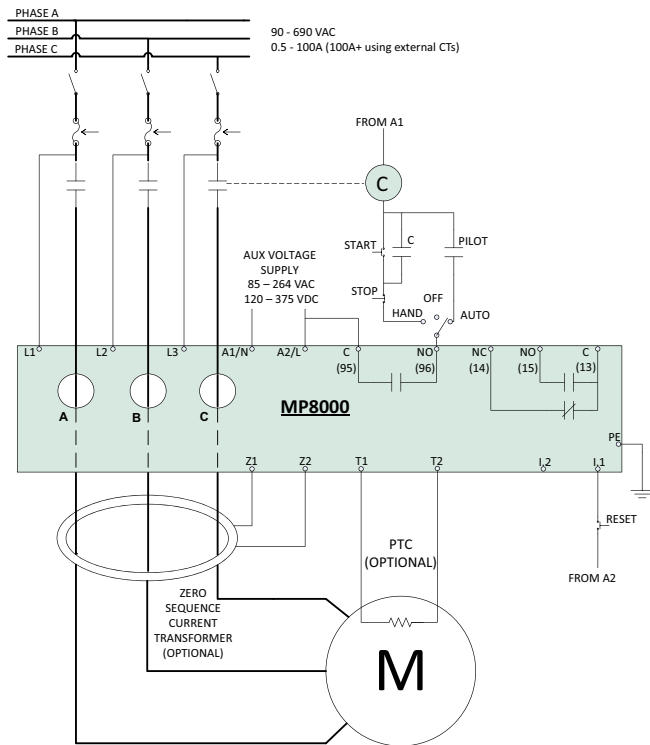 PHASE A
PHASE B
PHASE C
90 - 690 VAC
0.5 - 100A (100A+ using external CTs)
FROM A1
C
START
C
PILOT
AUX VOLTAGE
SUPPLY
85 – 264 VAC
120 – 375 VDC
STOP
OFF
HAND
AUTO
L1
L2
L3
A1/N
A2/L
C
(95)
NO
(96)
NC
(14)
NO
(15)
C
(13)
A
B
C
MP8000
PE
Z1
Z2
T1
T2
I.2
I.1
RESET
FROM A2
PTC
(OPTIONAL)
ZERO
SEQUENCE
CURRENT
TRANSFORMER
(OPTIONAL)
M